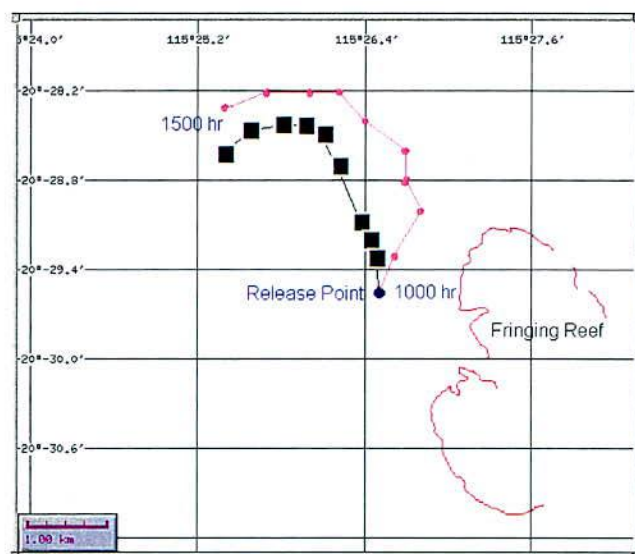 5°24.0'
115°25.2'
115°26.4'
115°27.6'
20°-28.2'
1500 hr
20°-28.8'
20°-29.4'
Release Point
1000 hr
Fringing Reef
20°-30.0'
20°-30.6'
1.00 km